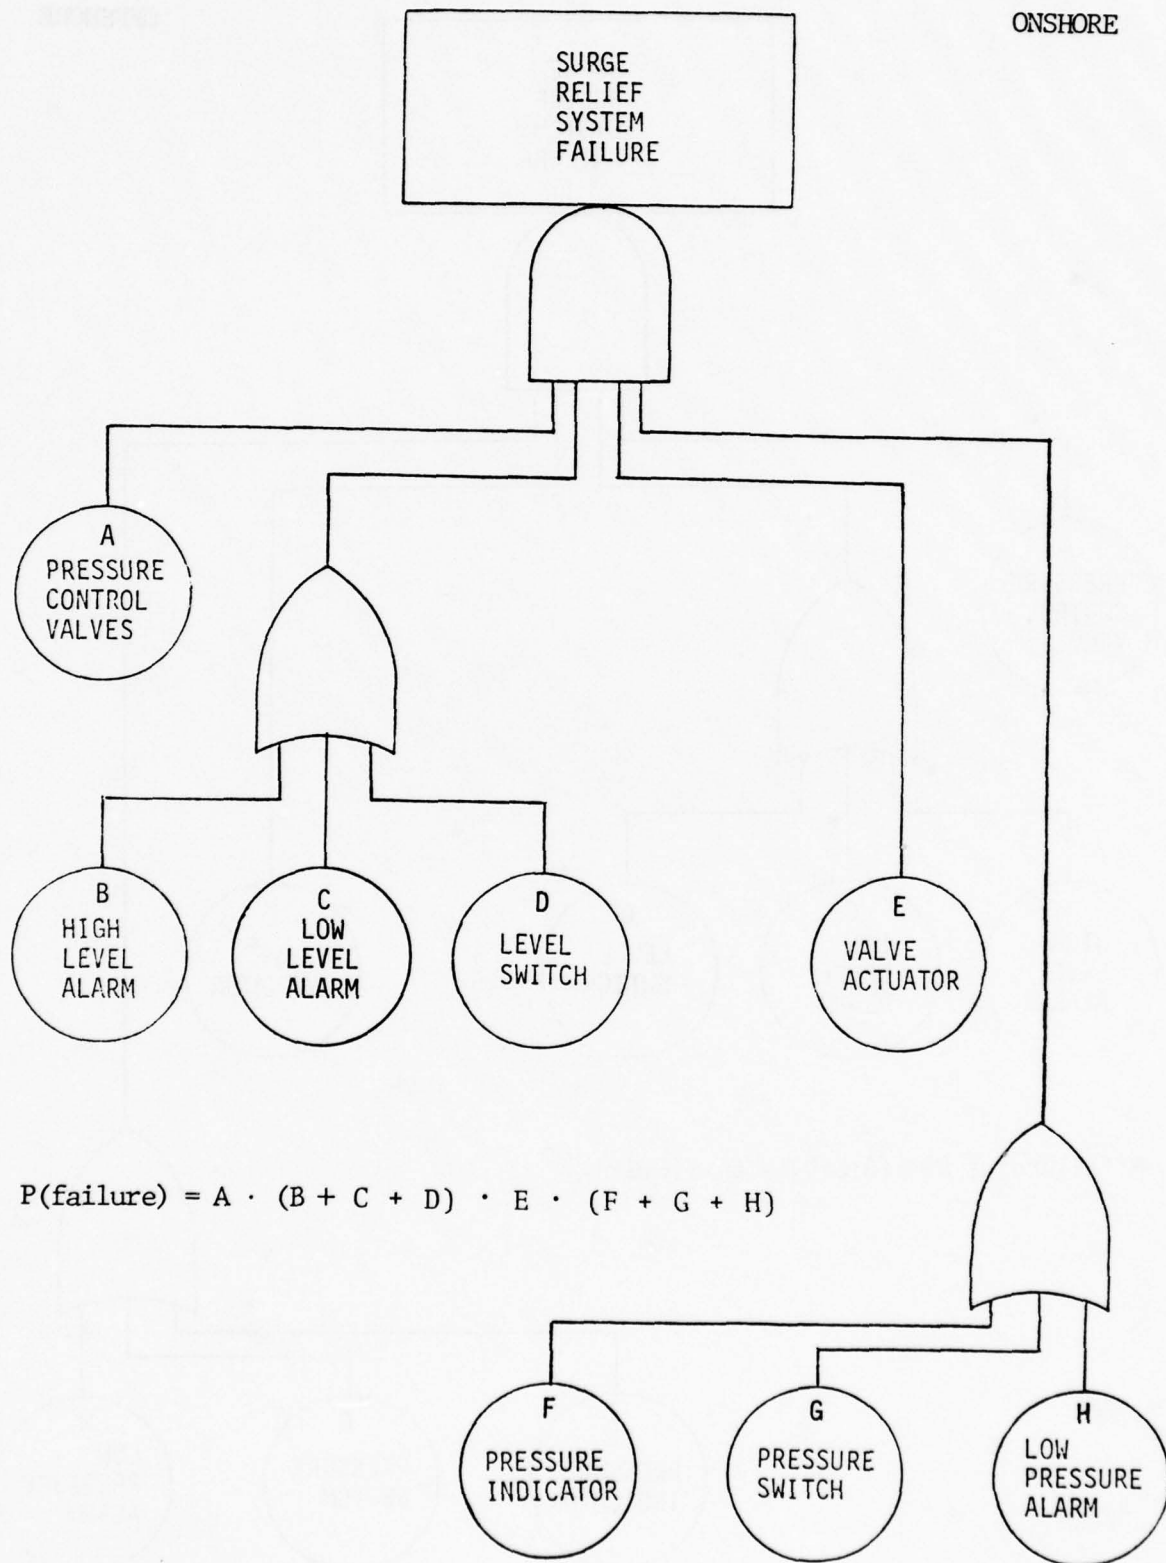 ONSHORE
SURGE
RELIEF
SYSTEM
FAILURE
A
PRESSURE
CONTROL
VALVES
B
HIGH
LEVEL
ALARM
C
LOW
LEVEL
ALARM
D
LEVEL
SWITCH
E
VALVE
ACTUATOR
P(failure) = A · (B + C + D) · E · (F + G + H)
F
PRESSURE
INDICATOR
G
PRESSURE
SWITCH
H
LOW
PRESSURE
ALARM